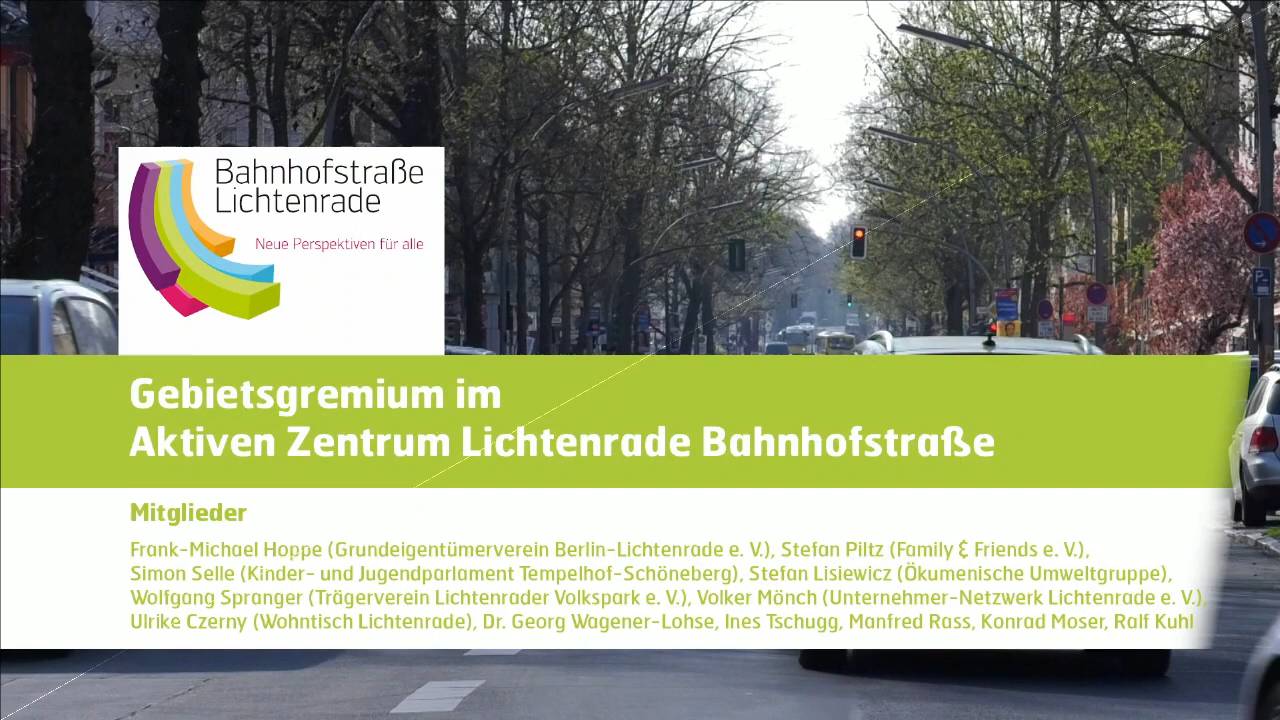 Bahnhofstraße
Lichtenrade
Neue Perspektiven für alle
Gebietsgremium im
Aktiven Zentrum Lichtenrade Bahnhofstraße
Mitglieder
Frank-Michael Hoppe (Grundeigentümerverein Berlin-Lichtenrade e. V.), Stefan Piltz (Family & Friends e. V.),
Simon Selle (Kinder- und Jugendparlament Tempelhof-Schöneberg), Stefan Lisiewicz (Ökumenische Umweltgruppe),
Wolfgang Spranger (Trägerverein Lichtenrader Volkspark e. V.), Volker Mönch (Unternehmer-Netzwerk Lichtenrade e. V.),
Ulrike Czerny (Wohntisch Lichtenrade), Dr. Georg Wagener-Lohse, Ines Tschugg, Manfred Rass, Konrad Moser, Ralf Kuhl
P